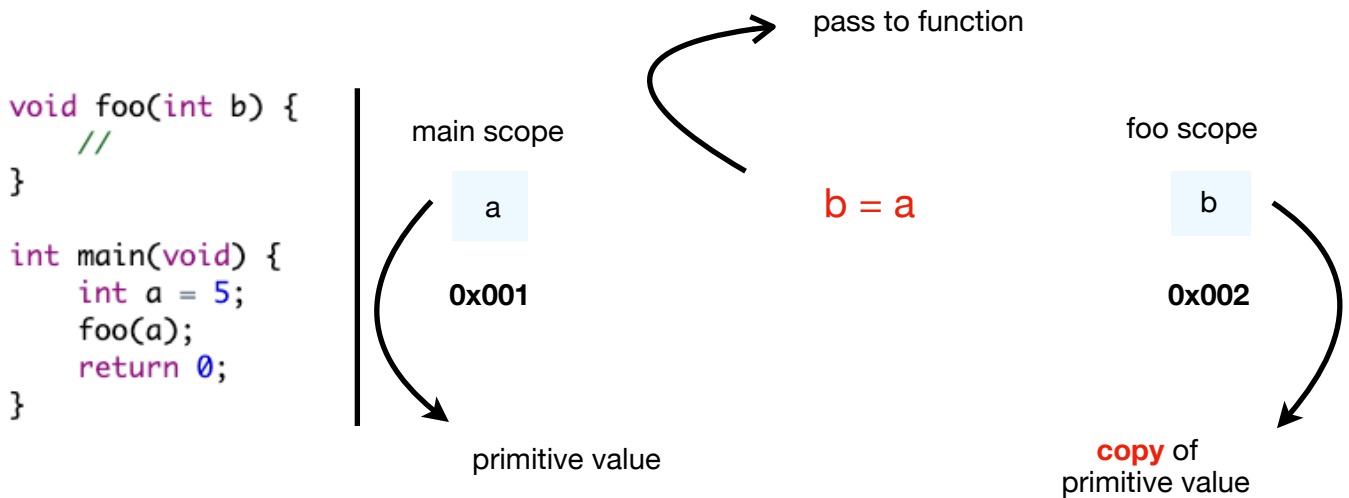 void foo(int b) {
//
}
int main(void) {
int a = 5;
foo(a);
return 0;
}
pass to function
main scope
a
0x001
primitive value
b = a
foo scope
b
0x002
copy of
primitive value